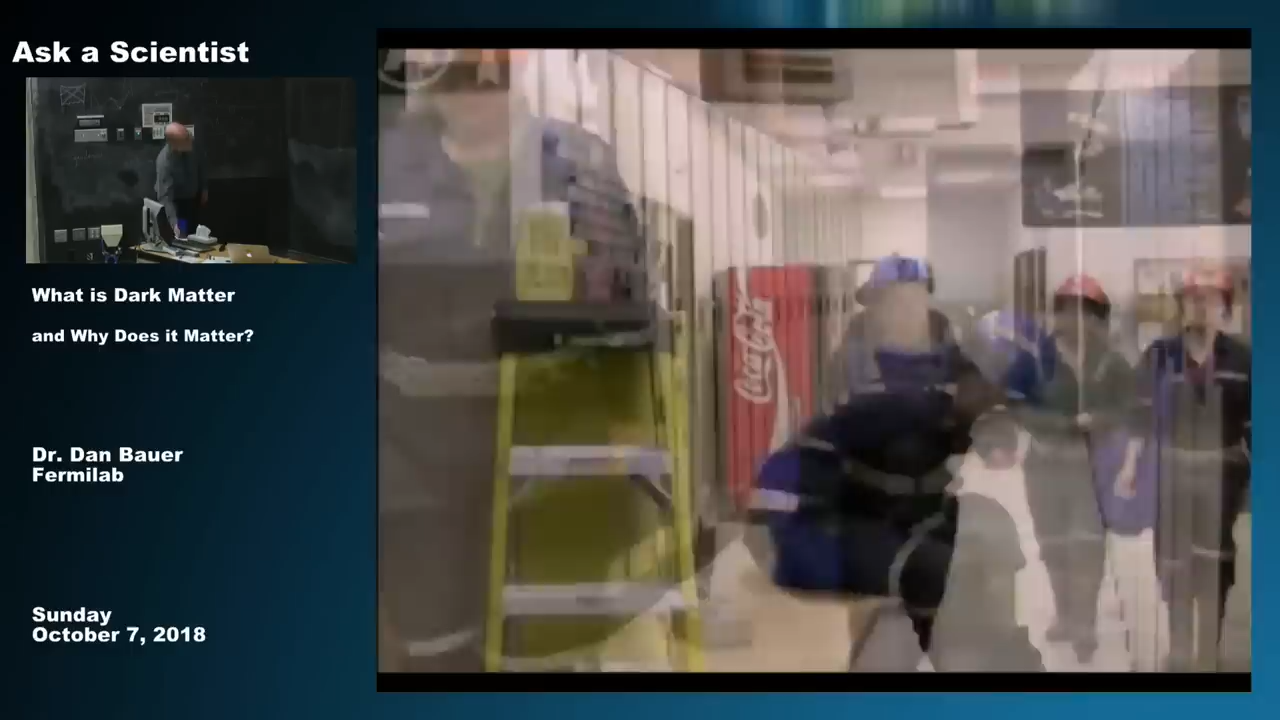 Ask a Scientist
What is Dark Matter
and Why Does it Matter?
Dr. Dan Bauer
Fermilab
Sunday
October 7, 2018
Coca-Cola